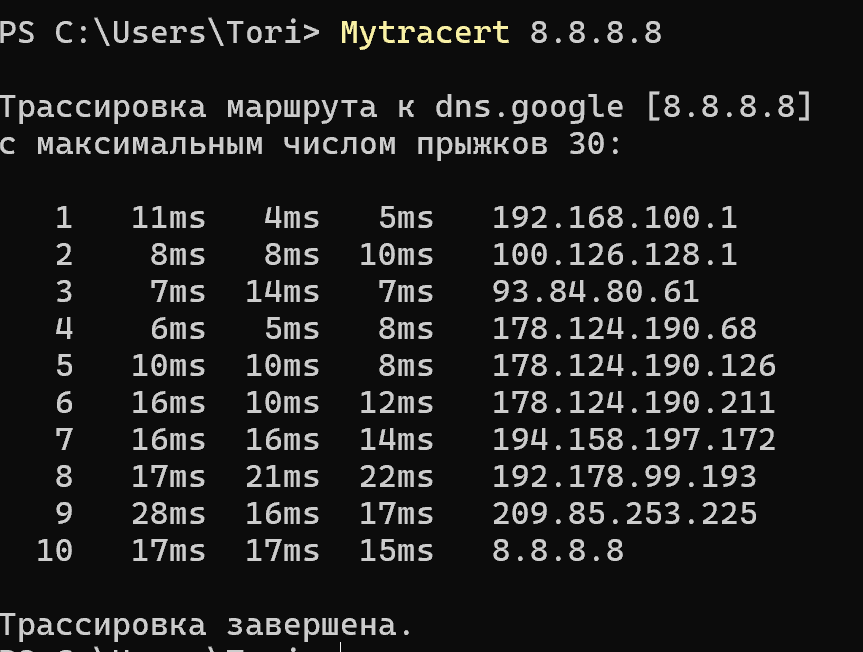 PS C:\Users\Tori> Mytracert 8.8.8.8
Трассировка маршрута к dns.google [8.8.8.8]
с максимальным числом прыжков 30:
1 11ms 4ms 5ms 192.168.100.1
2 8ms 8ms 10ms 100.126.128.1
3 7ms 14ms 7ms 93.84.80.61
4 6ms 5ms 8ms 178.124.190.68
5 10ms 10ms 8ms 178.124.190.126
6 16ms 10ms 12ms 178.124.190.211
7 16ms 16ms 14ms 194.158.197.172
8 17ms 21ms 22ms 192.178.99.193
9 28ms 16ms 17ms 209.85.253.225
10 17ms 17ms 15ms 8.8.8.8
Трассировка завершена.